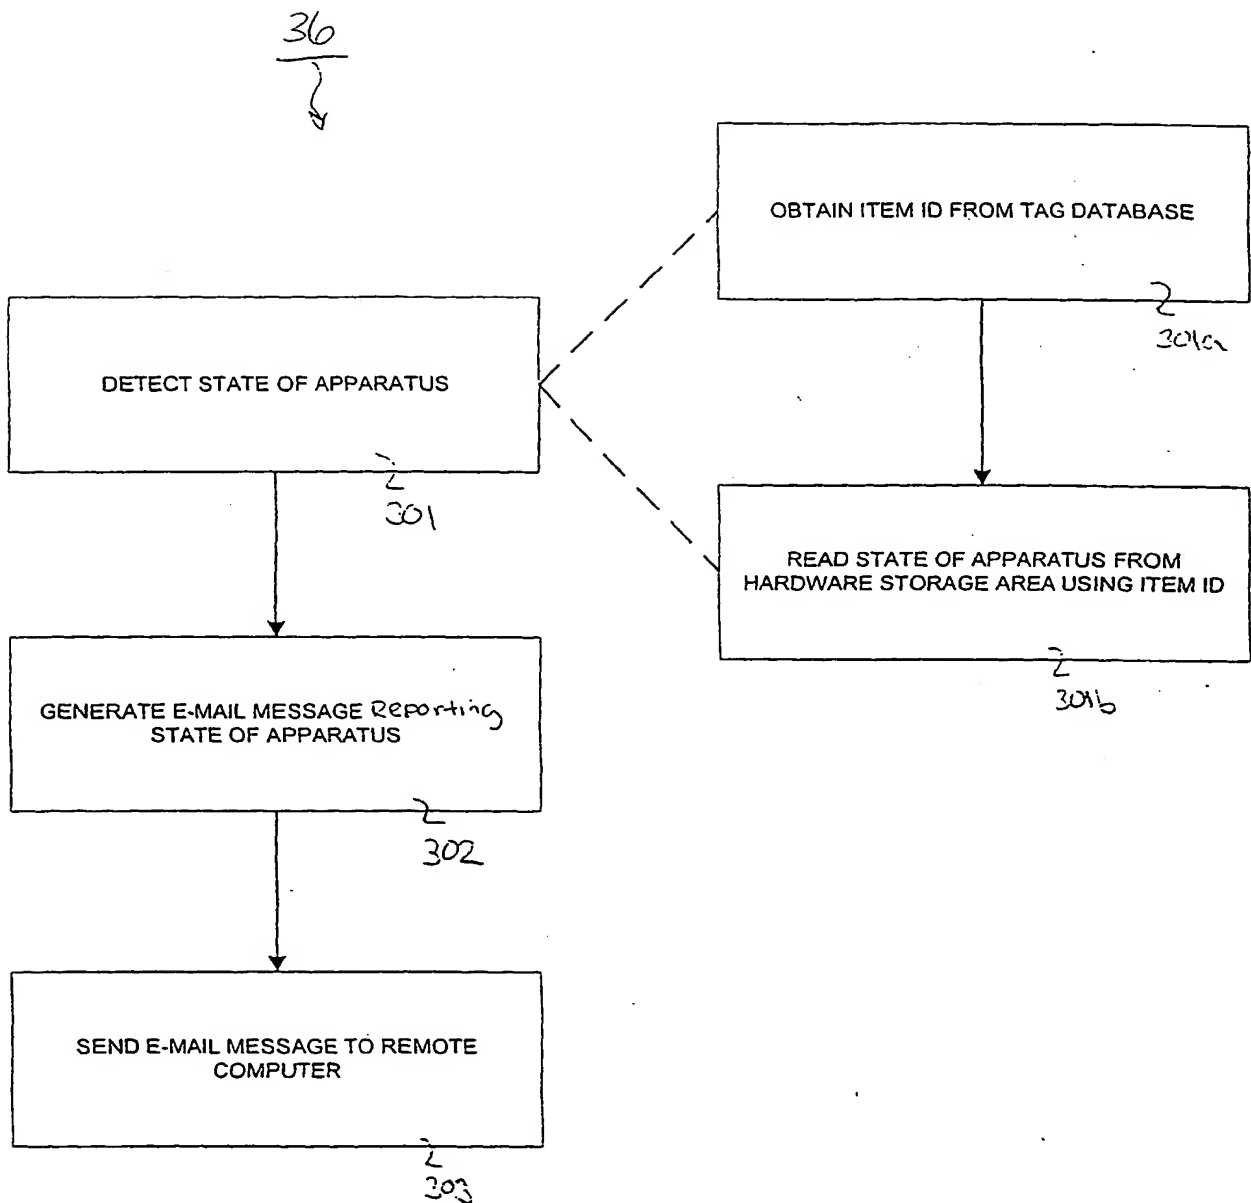 36
OBTAIN ITEM ID FROM TAG DATABASE
301a
DETECT STATE OF APPARATUS
301
READ STATE OF APPARATUS FROM
HARDWARE STORAGE AREA USING ITEM ID
301b
GENERATE E-MAIL MESSAGE Reporting
STATE OF APPARATUS
302
SEND E-MAIL MESSAGE TO REMOTE
COMPUTER
303